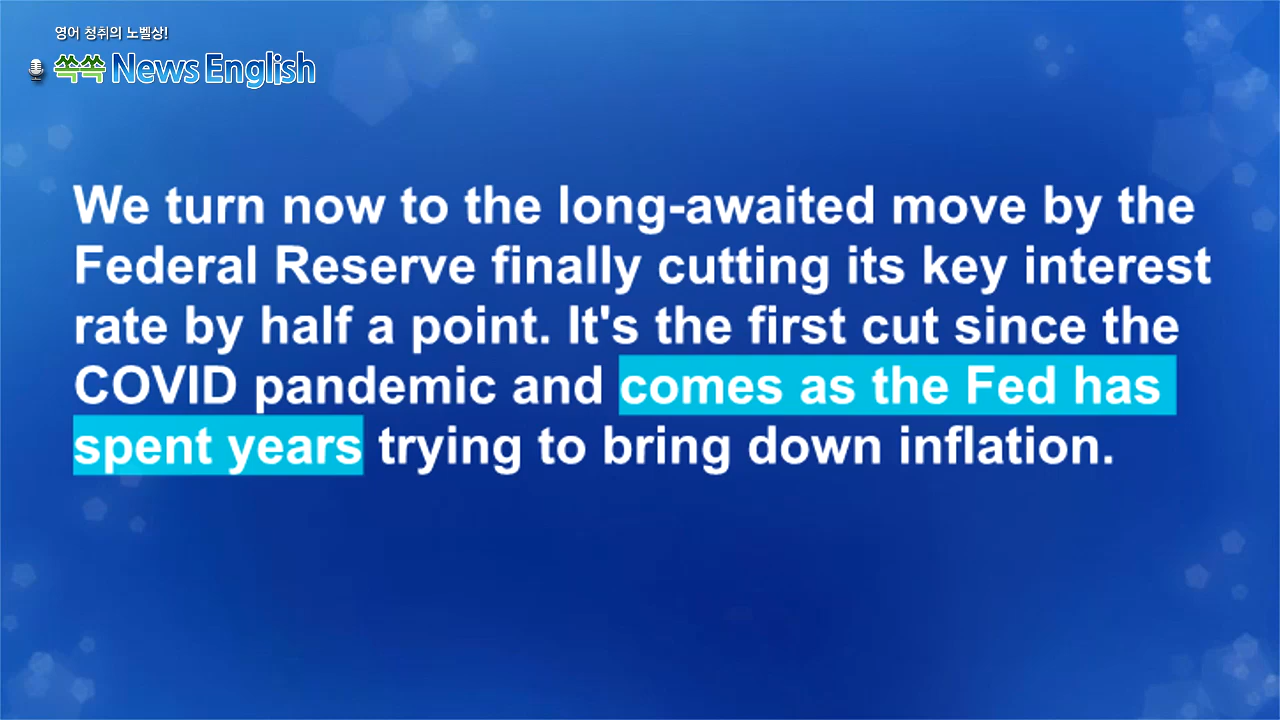 영어 청취의 노벨상!
쏙쏙 News English
We turn now to the long-awaited move by the
Federal Reserve finally cutting its key interest
rate by half a point. It's the first cut since the
COVID pandemic and comes as the Fed has
spent years trying to bring down inflation.